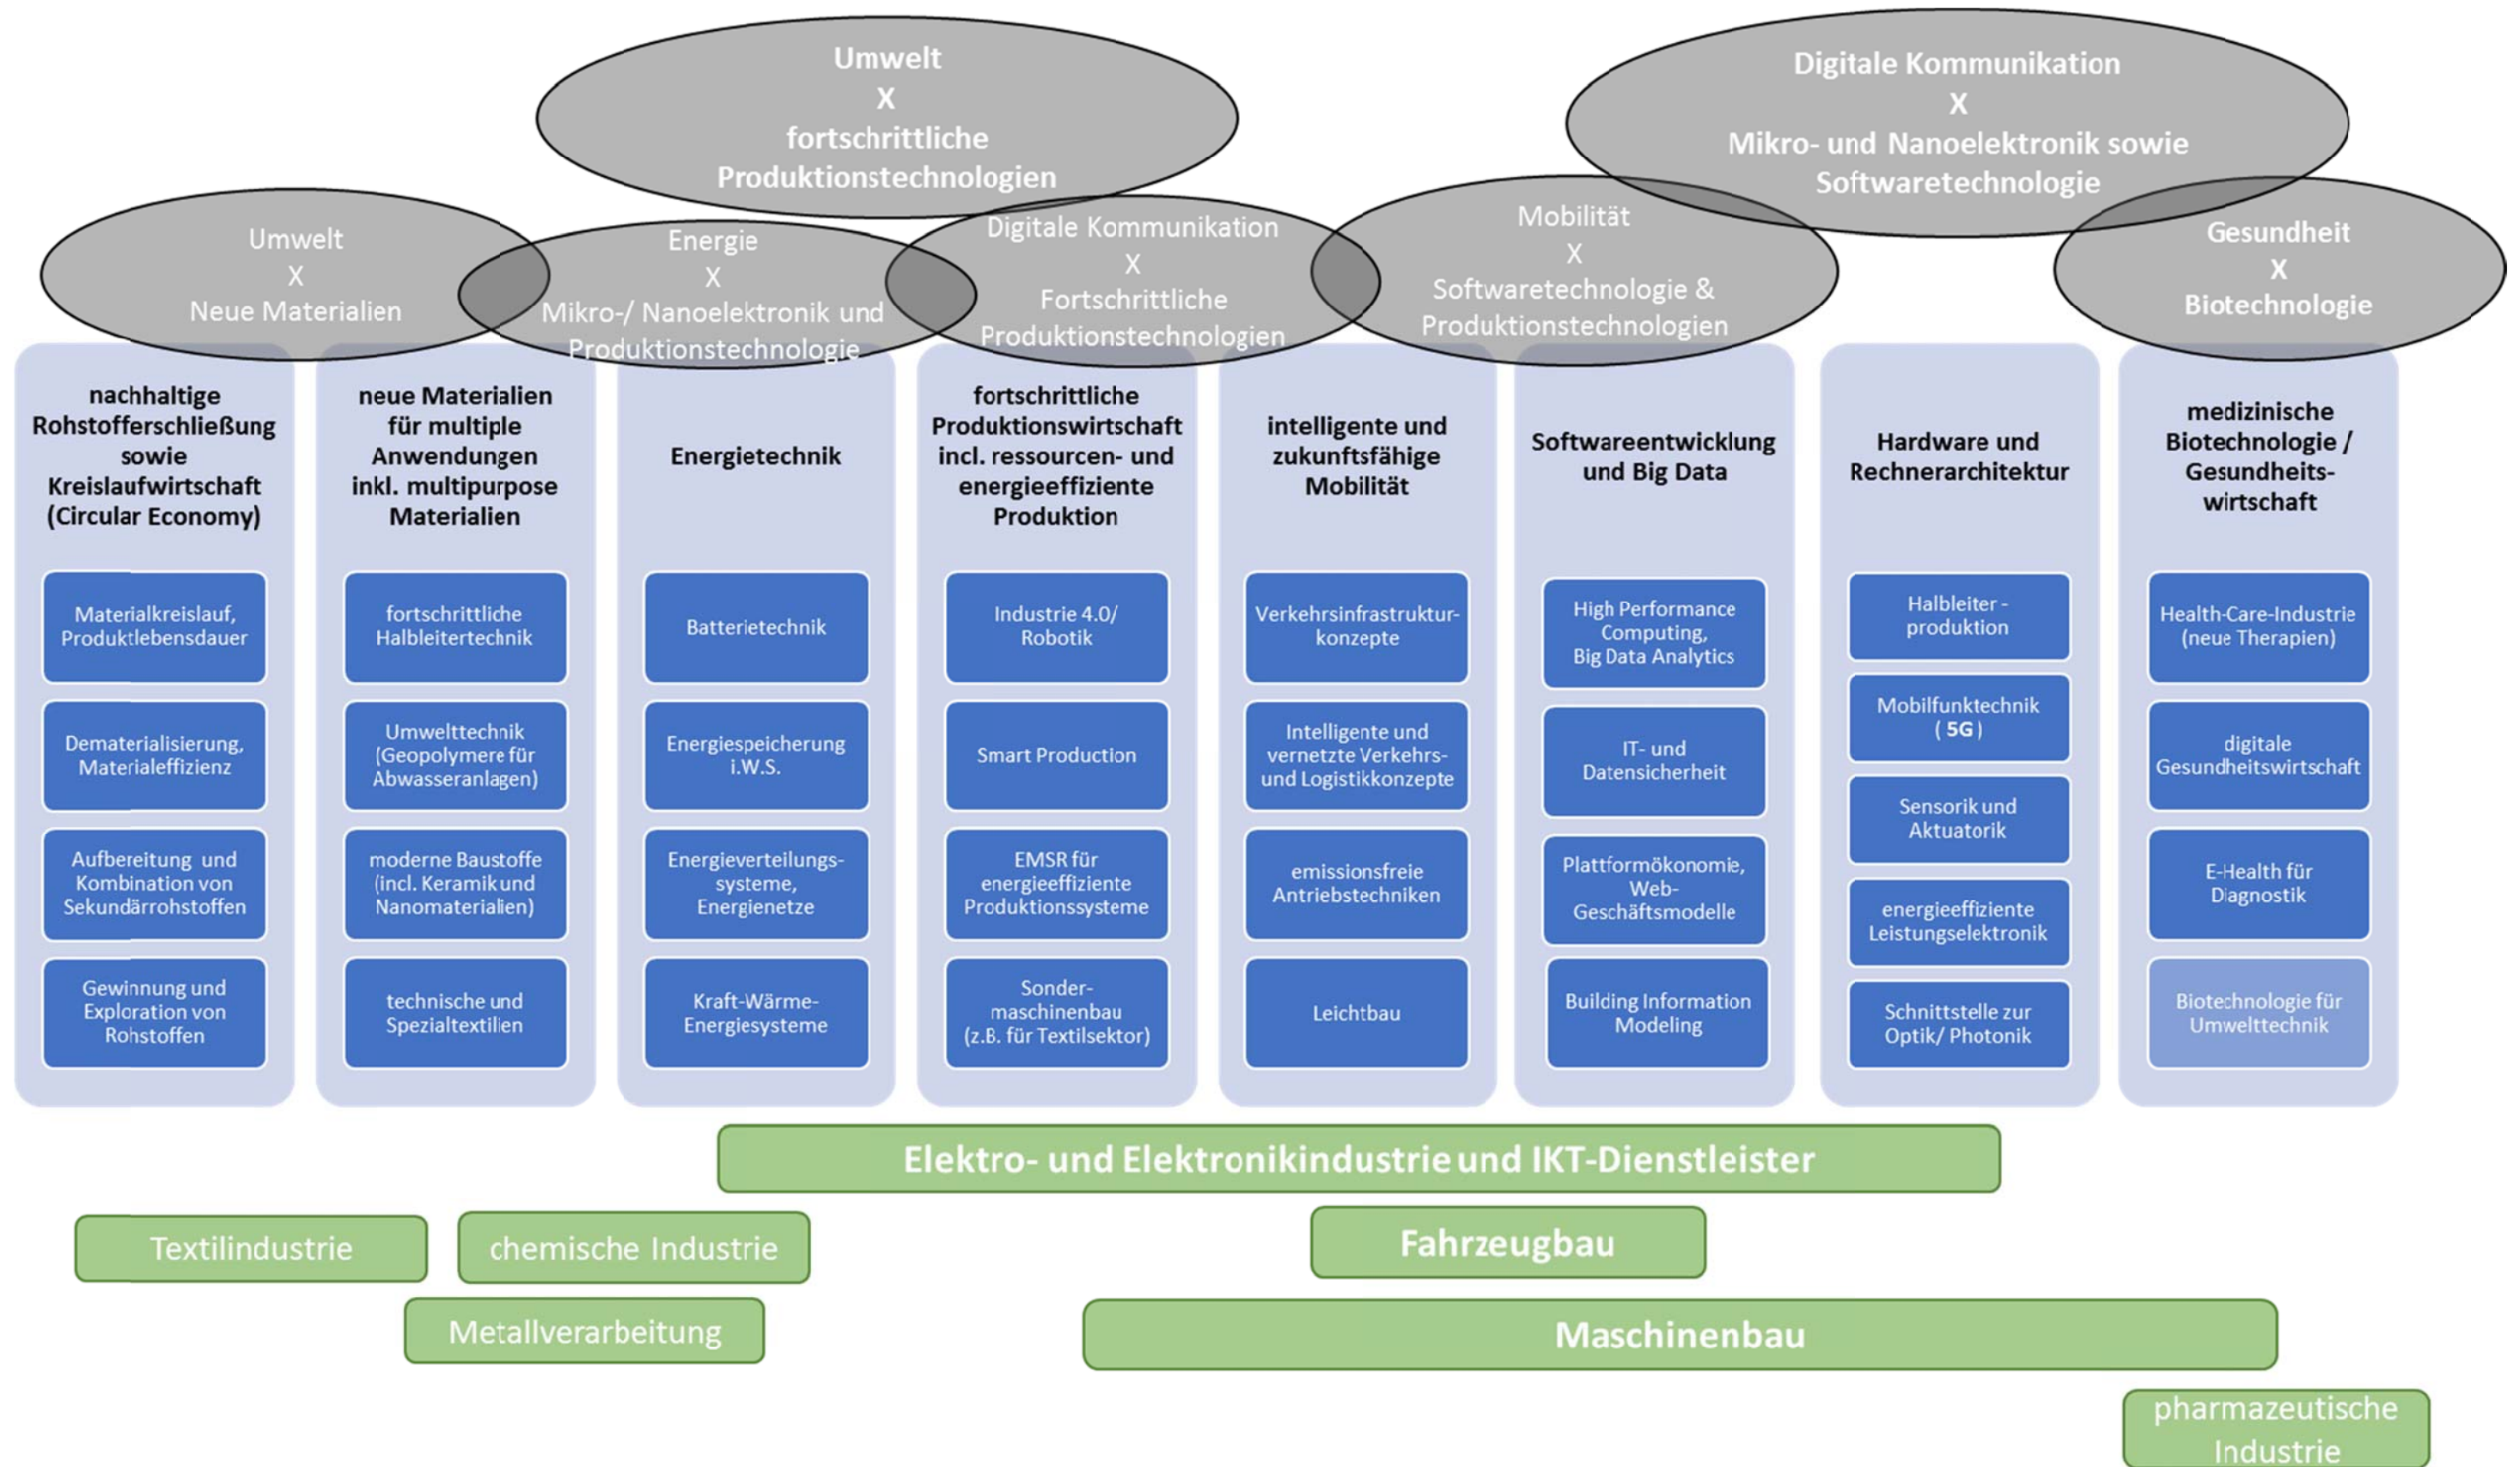 Umwelt
X
fortschrittliche
Produktionstechnologien
Digitale Kommunikation
X
Mikro- und Nanoelektronik sowie
Softwaretechnologie
Umwelt
X
Neue Materialien
Energie
X
Mikro-/ Nanoelektronik und
Produktionstechnologie
Digitale Kommunikation
X
Fortschrittliche
Produktionstechnologien
Mobilität
X
Softwaretechnologie &
Produktionstechnologien
Gesundheit
X
Biotechnologie
nachhaltige
Rohstofferschließung
sowie
Kreislaufwirtschaft
(Circular Economy)
Materialkreislauf,
Produktlebensdauer
Dematerialisierung,
Materialeffizienz
Aufbereitung und
Kombination von
Sekundärrohstoffen
Gewinnung und
Exploration von
Rohstoffen
neue Materialien
für multiple
Anwendungen
inkl. multipurpose
Materialien
fortschrittliche
Halbleitertechnik
Umwelttechnik
(Geopolymere für
Abwasseranlagen)
moderne Baustoffe
(incl. Keramik und
Nanomaterialien)
technische und
Spezialtextilien
Energietechnik
Batterietechnik
Energiespeicherung
i.W.S.
Energieverteilungs-
systeme,
Energienetze
Kraft-Wärme-
Energiesysteme
fortschrittliche
Produktionswirtschaft
incl. ressourcen- und
energieeffiziente
Produktion
Industrie 4.0/
Robotik
Smart Production
EMSR für
energieeffiziente
Produktionssysteme
Sonder-
maschinenbau
(z.B. für Textilsektor)
intelligente und
zukunftsfähige
Mobilität
Verkehrsinfrastruktur-
konzepte
Intelligente und
vernetzte Verkehrs-
und Logistikkonzepte
emissionsfreie
Antriebstechniken
Leichtbau
Softwareentwicklung
und Big Data
High Performance
Computing,
Big Data Analytics
IT- und
Datensicherheit
Plattformökonomie,
Web-
Geschäftsmodelle
Building Information
Modeling
Hardware und
Rechnerarchitektur
Halbleiter -
produktion
Mobilfunktechnik
( 5G )
Sensorik und
Aktuatorik
energieeffiziente
Leistungselektronik
Schnittstelle zur
Optik/ Photonik
medizinische
Biotechnologie /
Gesundheits-
wirtschaft
Health-Care-Industrie
(neue Therapien)
digitale
Gesundheitswirtschaft
E-Health für
Diagnostik
Biotechnologie für
Umwelttechnik
Elektro- und Elektronikindustrie und IKT-Dienstleister
Textilindustrie
chemische Industrie
Fahrzeugbau
Metallverarbeitung
Maschinenbau
pharmazeutische
Industrie